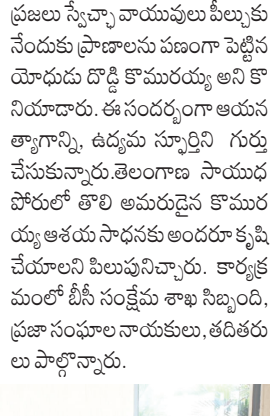 ప్రజలు స్వేచ్ఛా వాయువులు పీల్చుకు
నేందుకు ప్రాణాలను పణంగా పెట్టిన
యోధుడు దొడ్డి కొమురయ్య అని కొ
నియాడారు. ఈ సందర్భంగా ఆయన
త్యాగాన్ని, ఉద్యమ స్ఫూర్తిని గుర్తు
చేసుకున్నారు.తెలంగాణ సాయుధ
పోరులో తొలి అమరుడైన కొముర
య్య ఆశయ సాధనకు అందరూ కృషి
చేయాలని పిలుపునిచ్చారు. కార్యక్ర
మంలో బీసీ సంక్షేమ శాఖ సిబ్బంది,
ప్రజా సంఘాల నాయకులు, తదితరు
లు పాల్గొన్నారు.